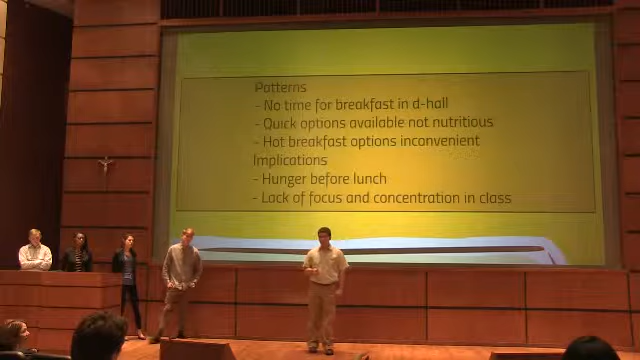 Patterns
- No time for breakfast in d-hall
- Quick options available not nutritious
- Hot breakfast options inconvenient
Implications
- Hunger before lunch
- Lack of focus and concentration in class